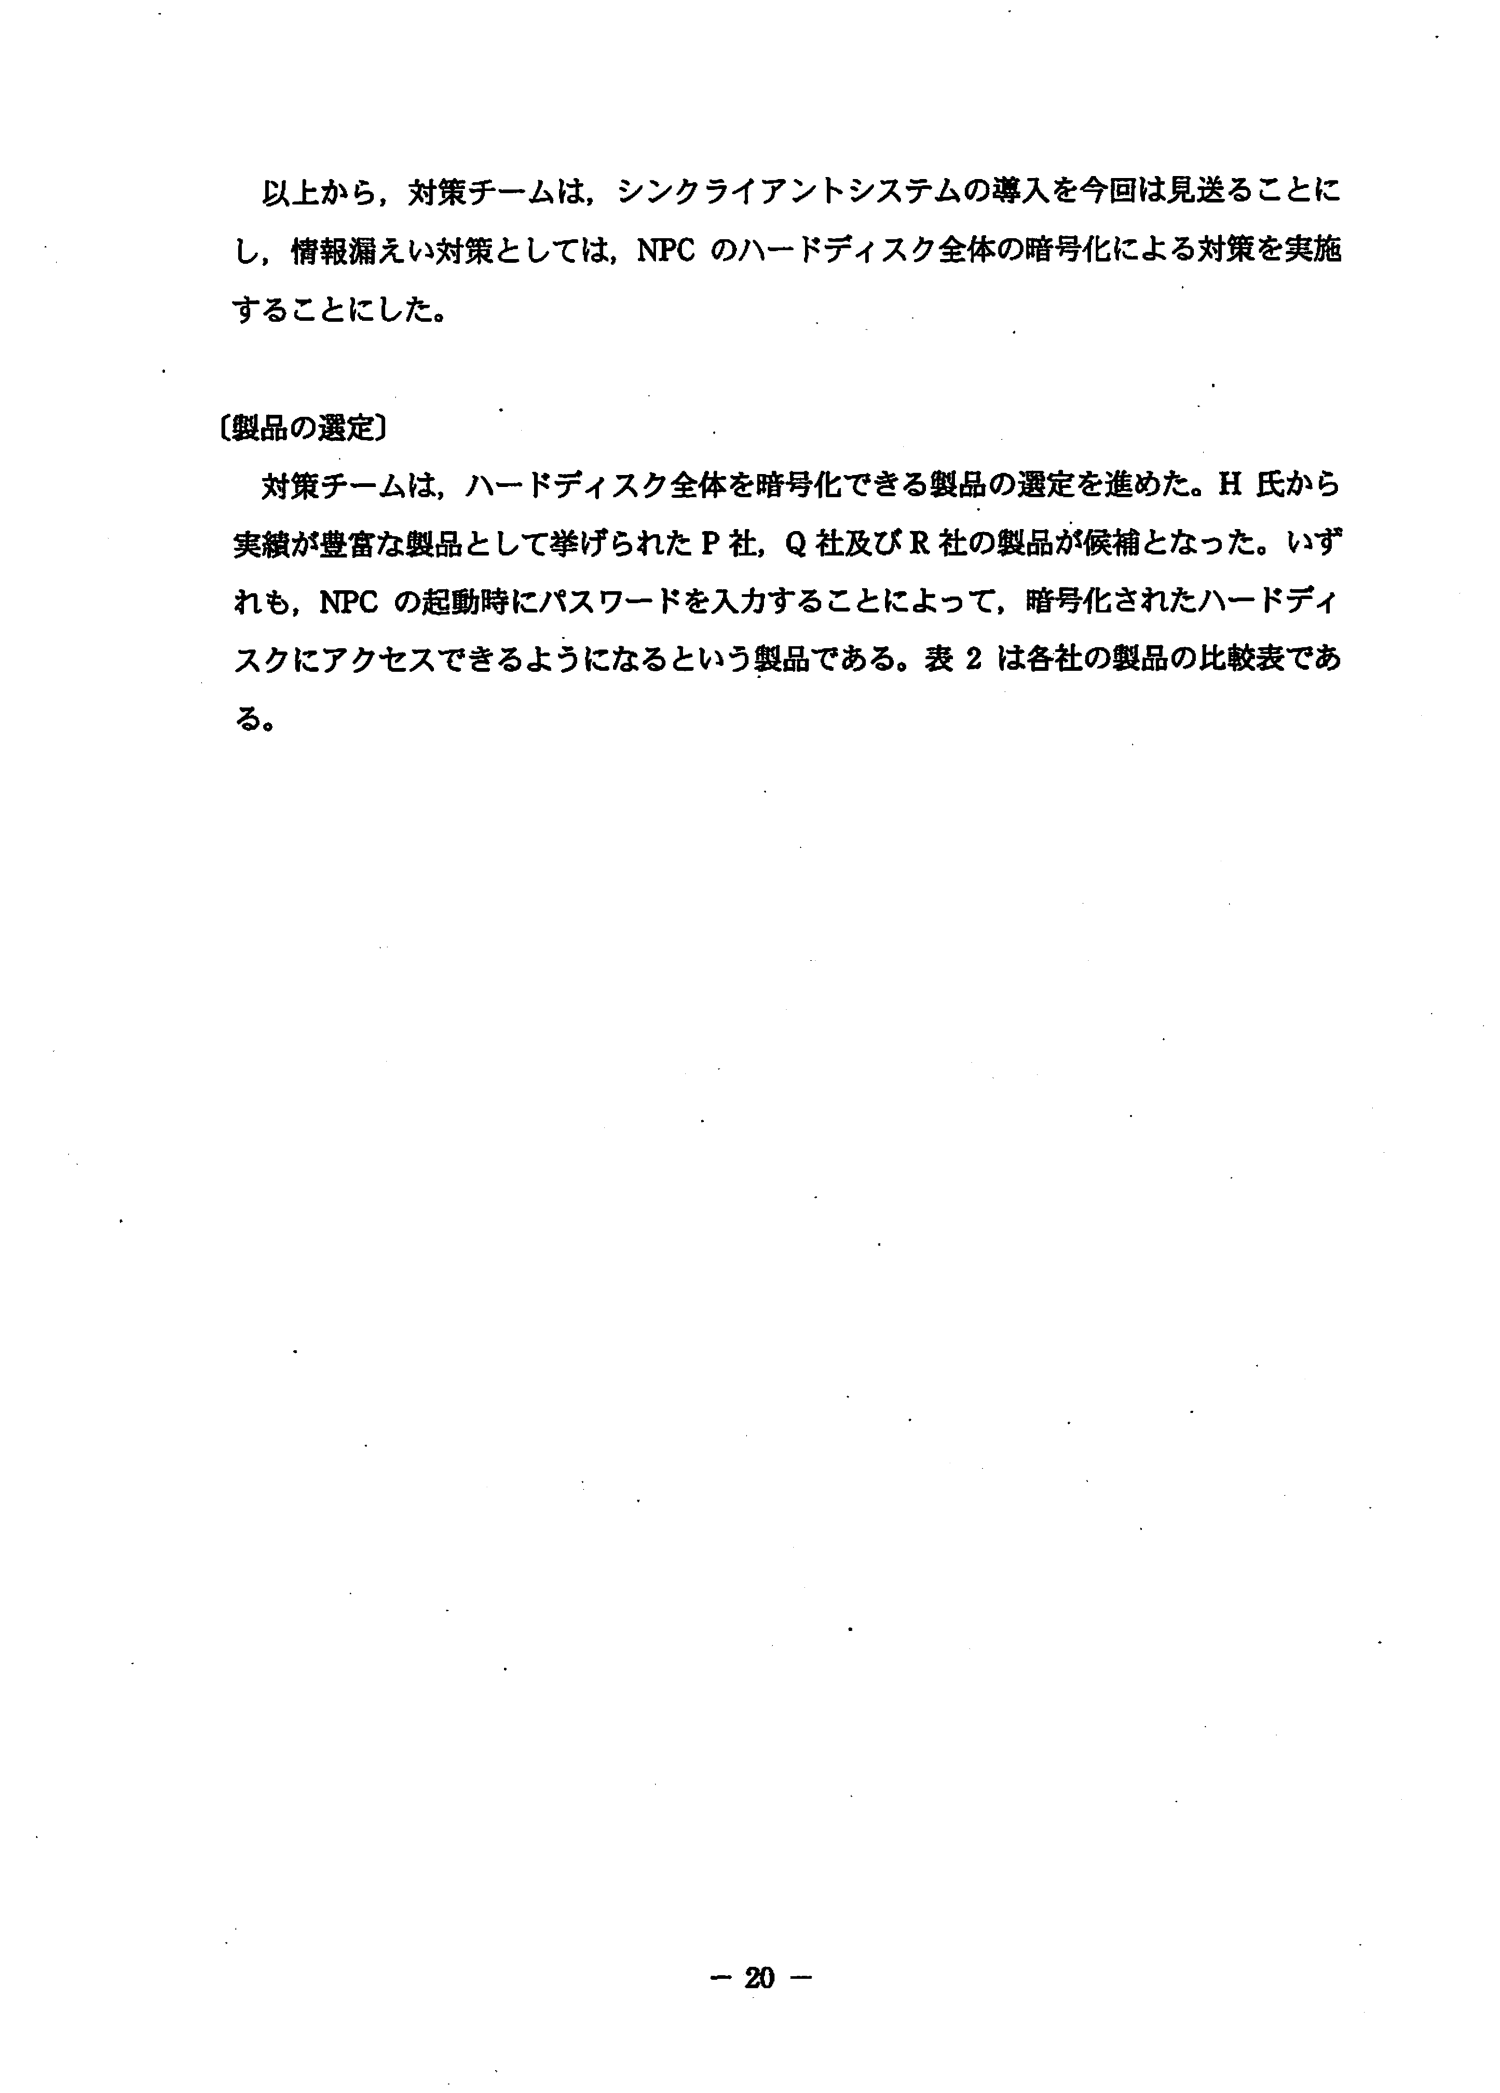 以上から，対策チームは，シンクライアントシステムの導入を今回は見送ることに
し，情報漏えい対策としては，NPC のハードディスク全体の暗号化による対策を実施
することにした。
〔製品の選定〕
対策チームは，ハードディスク全体を暗号化できる製品の選定を進めた。H 氏から
実績が豊富な製品として挙げられた P 社，Q 社及び R 社の製品が候補となった。いず
れも，NPC の起動時にパスワードを入力することによって，暗号化されたハードディ
スクにアクセスできるようになるという製品である。表 2 は各社の製品の比較表であ
る。
－ 20 －